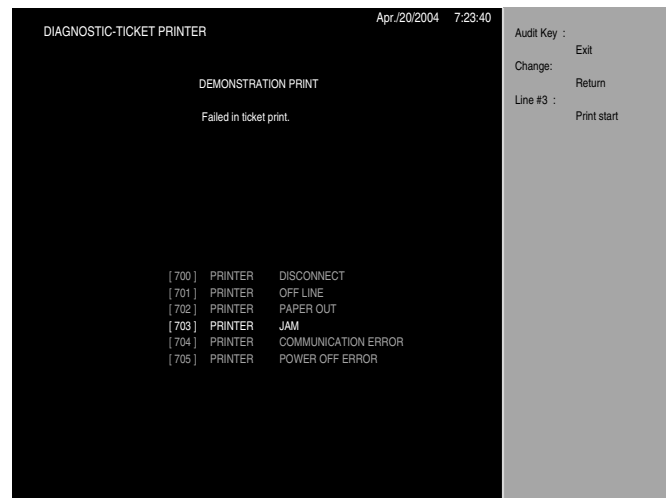 Apr./20/2004 7:23:40
DIAGNOSTIC-TICKET PRINTER
DEMONSTRATION PRINT
Failed in ticket print.
[ 700 ] PRINTER DISCONNECT
[ 701 ] PRINTER OFF LINE
[ 702 ] PRINTER PAPER OUT
[ 703 ] PRINTER JAM
[ 704 ] PRINTER COMMUNICATION ERROR
[ 705 ] PRINTER POWER OFF ERROR
Audit Key :
Exit
Change:
Return
Line #3 :
Print start